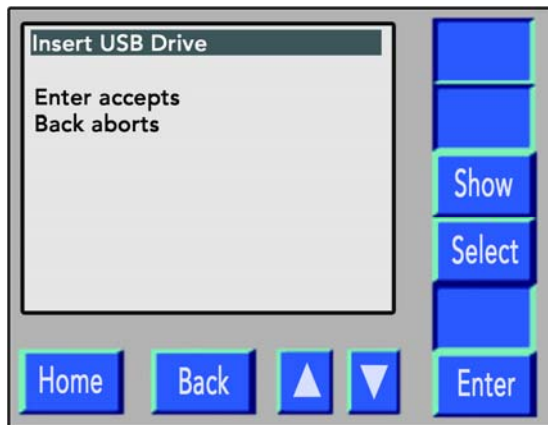 Insert USB Drive
Enter accepts
Back aborts
Show
Select
Home Back Enter